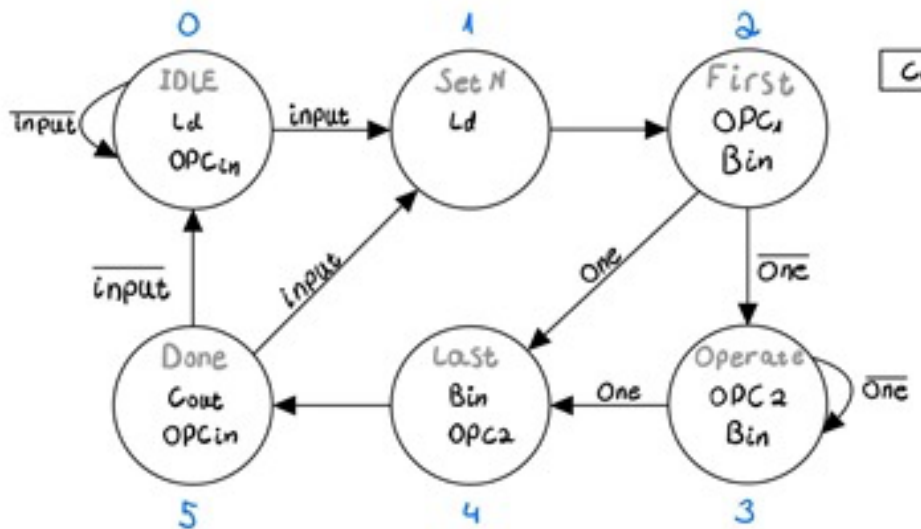 0
1
2
IDLE
Ld
OPCin
input
input
Set N
Ld
First
OPC1
Bin
input
input
One
One
Done
Cout
OPCin
Last
Bin
OPC2
One
Operate
OPC2
Bin
One
5
4
3